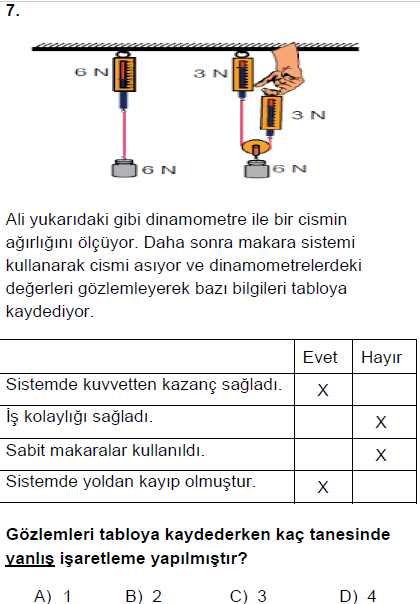 7.
6 N
3 N
3 N
6 N
6 N
Ali yukarıdaki gibi dinamometre ile bir cismin
ağırlığını ölçüyor. Daha sonra makara sistemi
kullanarak cismi asıyor ve dinamometrelerdeki
değerleri gözlemleyerek bazı bilgileri tabloya
kaydediyor.
Evet Hayır
Sistemde kuvvetten kazanç sağladı. X
İş kolaylığı sağladı. X
Sabit makaralar kullanıldı. X
Sistemde yoldan kayıp olmuştur. X
Gözlemleri tabloya kaydederken kaç tanesinde
yanlış işaretleme yapılmıştır?
A) 1 B) 2 C) 3 D) 4